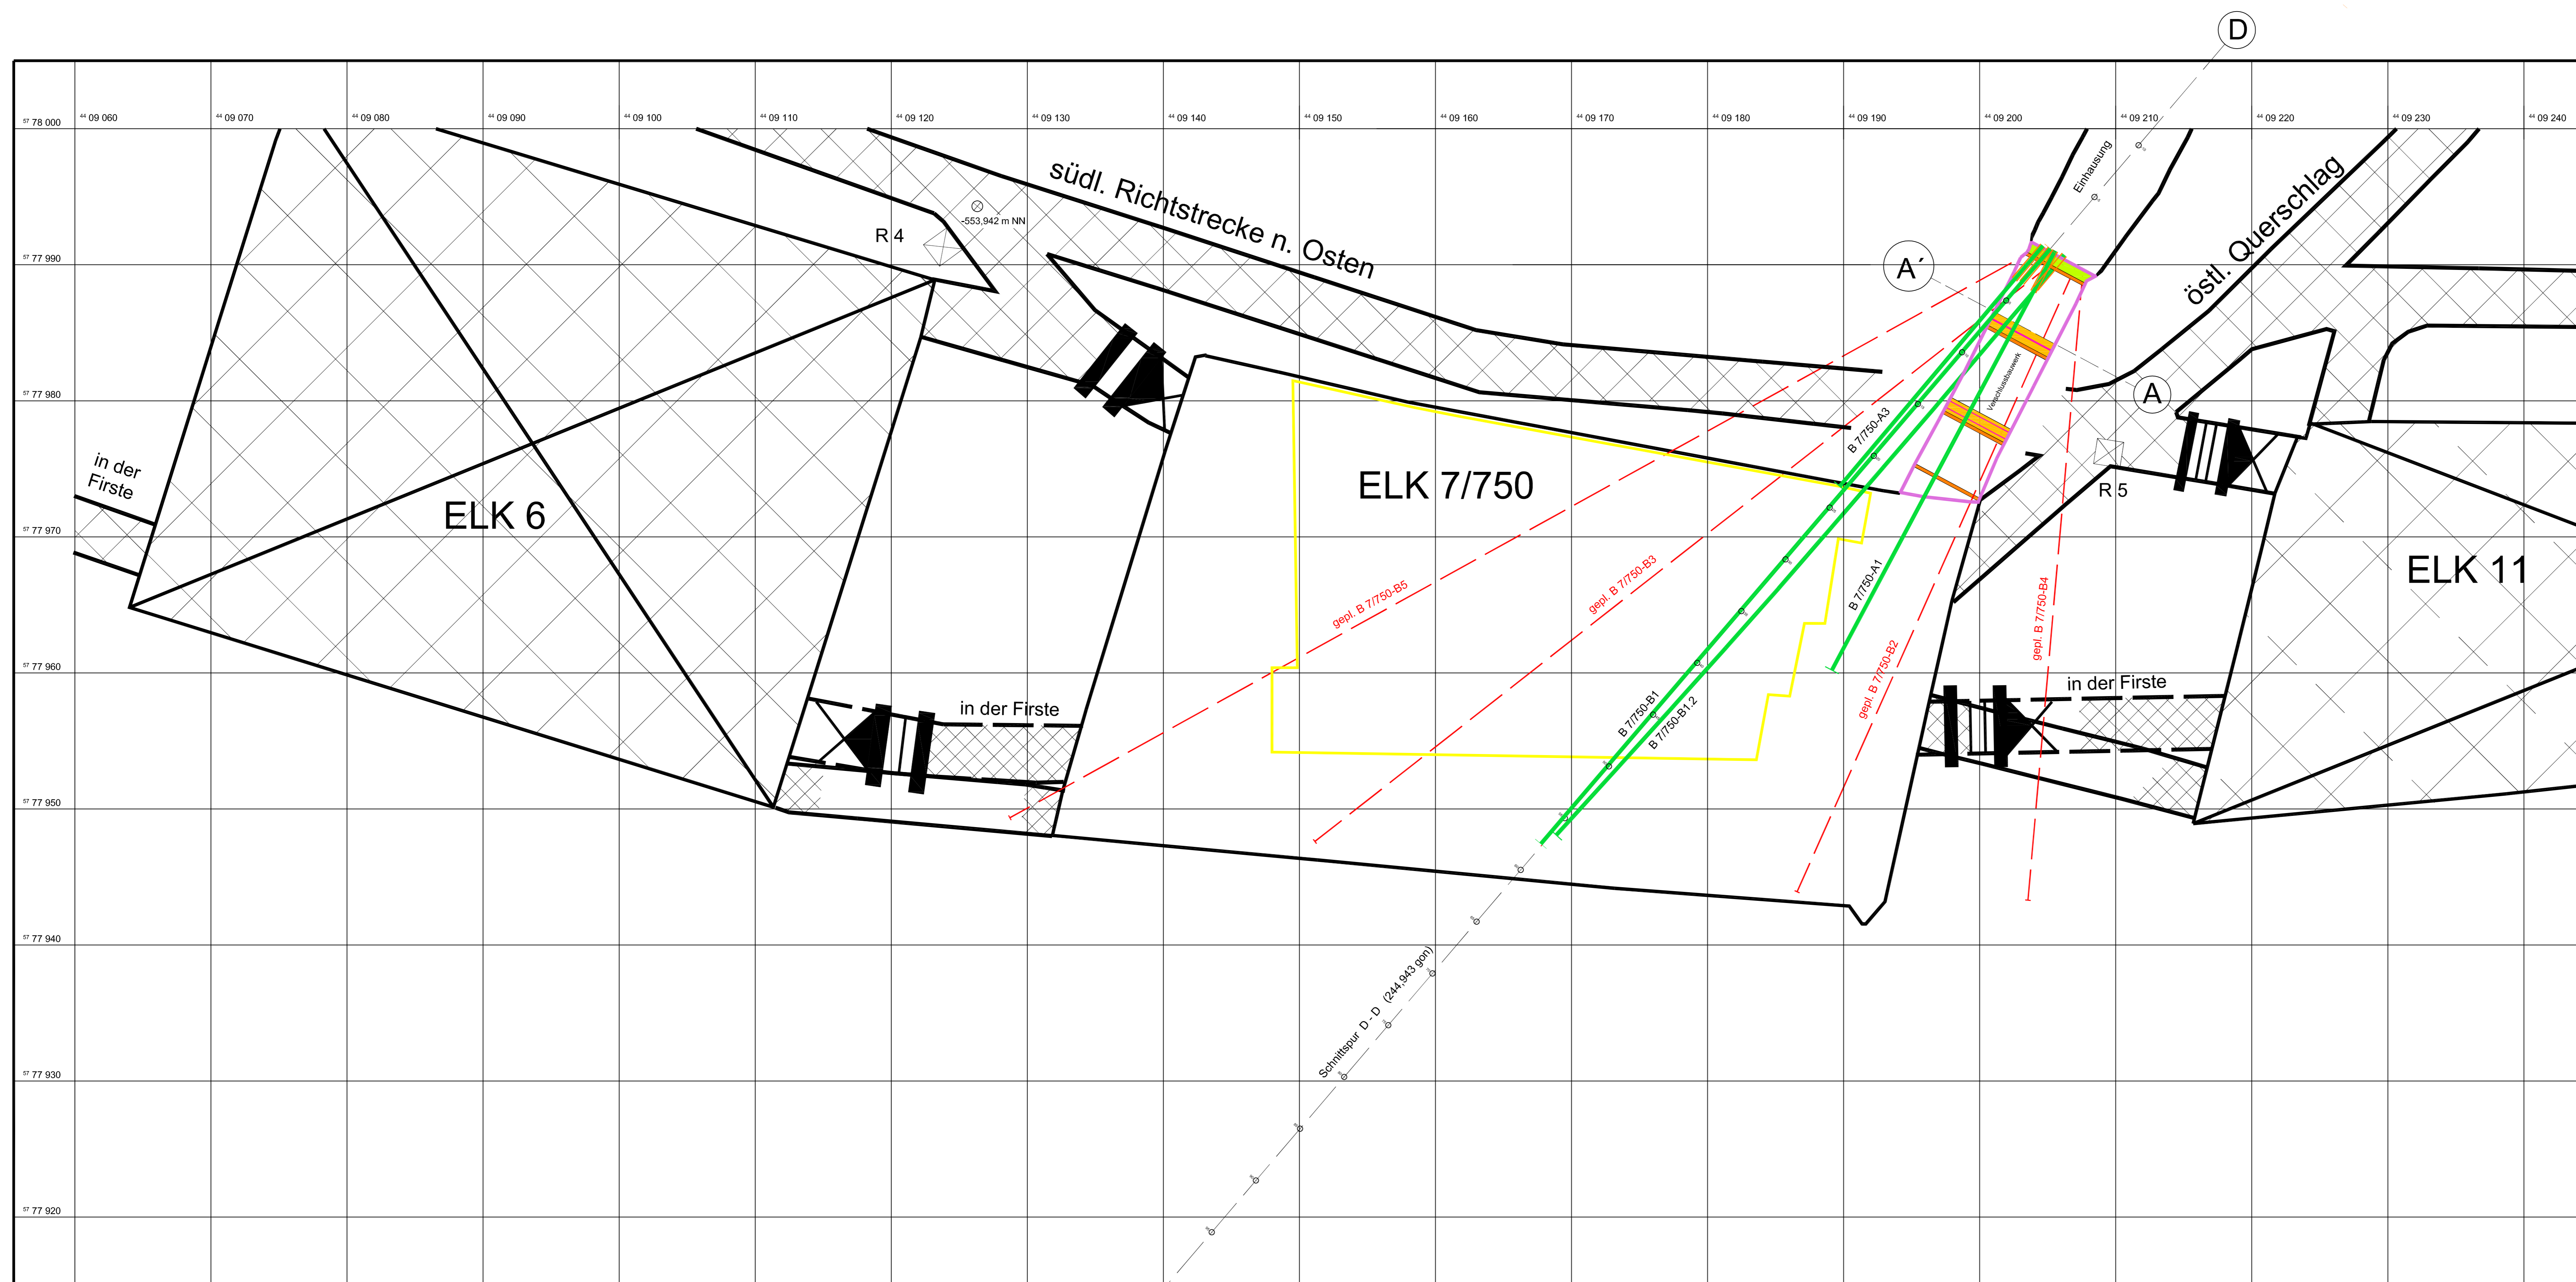 D
44 09 060
44 09 070
44 09 080
44 09 090
44 09 100
44 09 110
44 09 120
44 09 130
44 09 140
44 09 150
44 09 160
44 09 170
44 09 180
44 09 190
44 09 200
44 09 210
44 09 220
44 09 230
44 09 240
57 78 000
57 77 990
57 77 980
57 77 970
57 77 960
57 77 950
57 77 940
57 77 930
57 77 920
südl. Richtstrecke n. Osten
R 4
-553,942 m NN
Einhausung
A´
östl. Querschlag
A
Verschlussbauwerk
in der
Firste
ELK 6
ELK 7/750
B 7/750-A3
R 5
ELK 11
gepl. B 7/750-B5
gepl. B 7/750-B3
B 7/750-A1
gepl. B 7/750-B4
gepl. B 7/750-B2
B 7/750-B1
B 7/750-B1.2
in der Firste
in der Firste
Schnittspur D - D (244,943 gon)